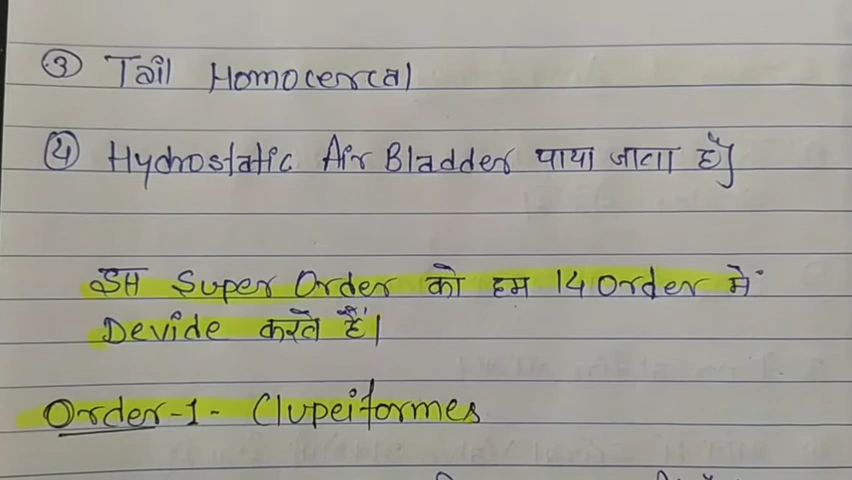 ③ Tail Homocercal
④ Hydrostatic Air Bladder पाया जाता है।
इस Super Order को हम 14 Order में
Devide करते हैं।
Order-1- Clupeiformes